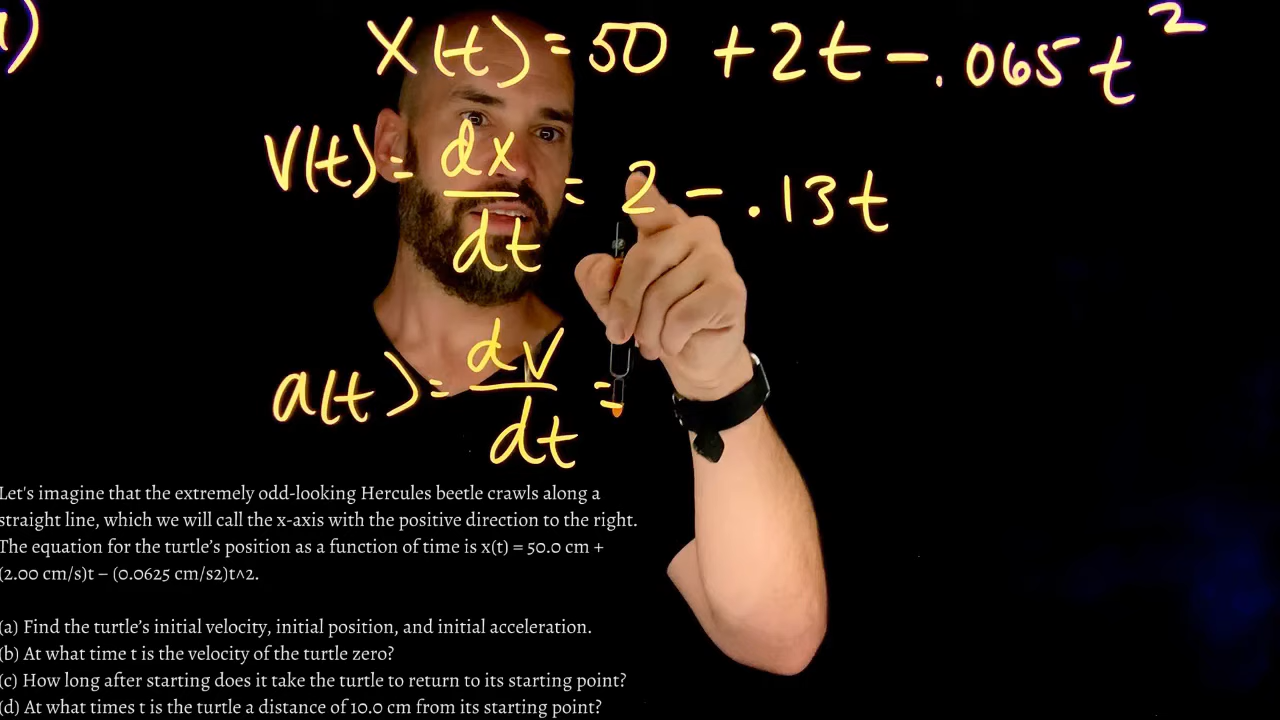 a)
x(t) = 50 + 2t - .065t²
v(t) = dx/dt = 2 - .13t
a(t) = dv/dt =
Let's imagine that the extremely odd-looking Hercules beetle crawls along a
straight line, which we will call the x-axis with the positive direction to the right.
The equation for the turtle's position as a function of time is x(t) = 50.0 cm +
(2.00 cm/s)t – (0.0625 cm/s2)t^2.
(a) Find the turtle's initial velocity, initial position, and initial acceleration.
(b) At what time t is the velocity of the turtle zero?
(c) How long after starting does it take the turtle to return to its starting point?
(d) At what times t is the turtle a distance of 10.0 cm from its starting point?